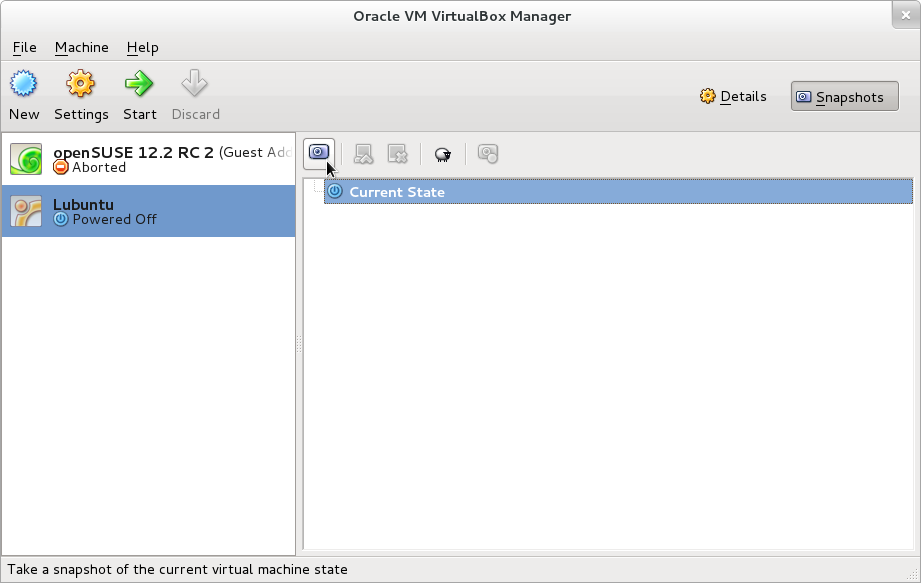 Oracle VM VirtualBox Manager
File Machine Help
New Settings Start Discard
Details Snapshots
openSUSE 12.2 RC 2 (Guest Add
Aborted
Lubuntu
Powered Off
Current State
Take a snapshot of the current virtual machine state